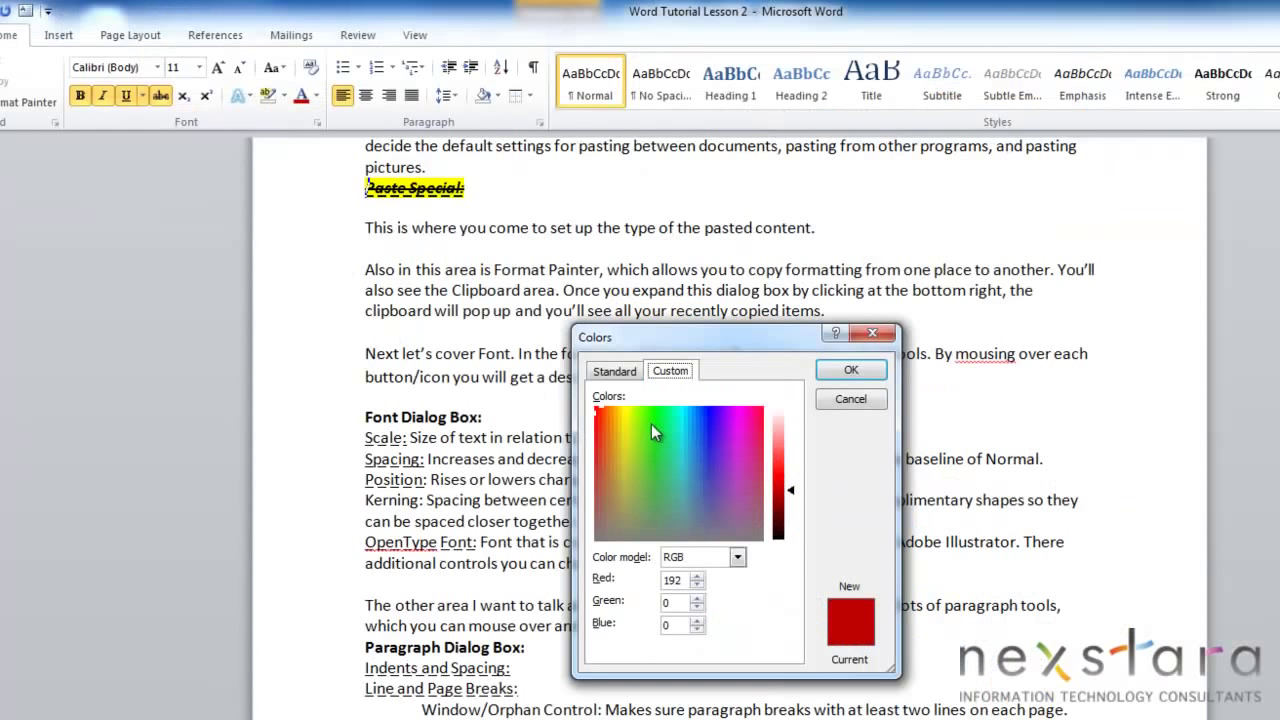 Word Tutorial Lesson 2 - Microsoft Word
ome Insert Page Layout References Mailings Review View
Calibri (Body) 11 Aa
AaBbCcDc AaBbCcDc AaBbC AaBbCc AaB AaBbCc. AaBbCcDc AaBbCcDc AaBbCcDc AaBbCcDc
py
ormat Painter B I U abc X₂ X² A ab A ¶ Normal ¶ No Spaci... Heading 1 Heading 2 Title Subtitle Subtle Em... Emphasis Intense E... Strong
d Font Paragraph Styles
decide the default settings for pasting between documents, pasting from other programs, and pasting
pictures.
Paste Special:
This is where you come to set up the type of the pasted content.
Also in this area is Format Painter, which allows you to copy formatting from one place to another. You'll
also see the Clipboard area. Once you expand this dialog box by clicking at the bottom right, the
clipboard will pop up and you'll see all your recently copied items.
Next let's cover Font. In the fo ools. By mousing over each
button/icon you will get a des
Font Dialog Box:
Scale: Size of text in relation t
Spacing: Increases and decrea baseline of Normal.
Position: Rises or lowers char
Kerning: Spacing between cer plimentary shapes so they
can be spaced closer togethe
OpenType Font: Font that is c Adobe Illustrator. There
additional controls you can ch
The other area I want to talk a ots of paragraph tools,
which you can mouse over an
Paragraph Dialog Box:
Indents and Spacing:
Line and Page Breaks:
Window/Orphan Control: Makes sure paragraph breaks with at least two lines on each page.
Colors
Standard Custom
OK
Cancel
Colors:
Color model: RGB
Red: 192
Green: 0
Blue: 0
New
Current
nexstara
INFORMATION TECHNOLOGY CONSULTANTS